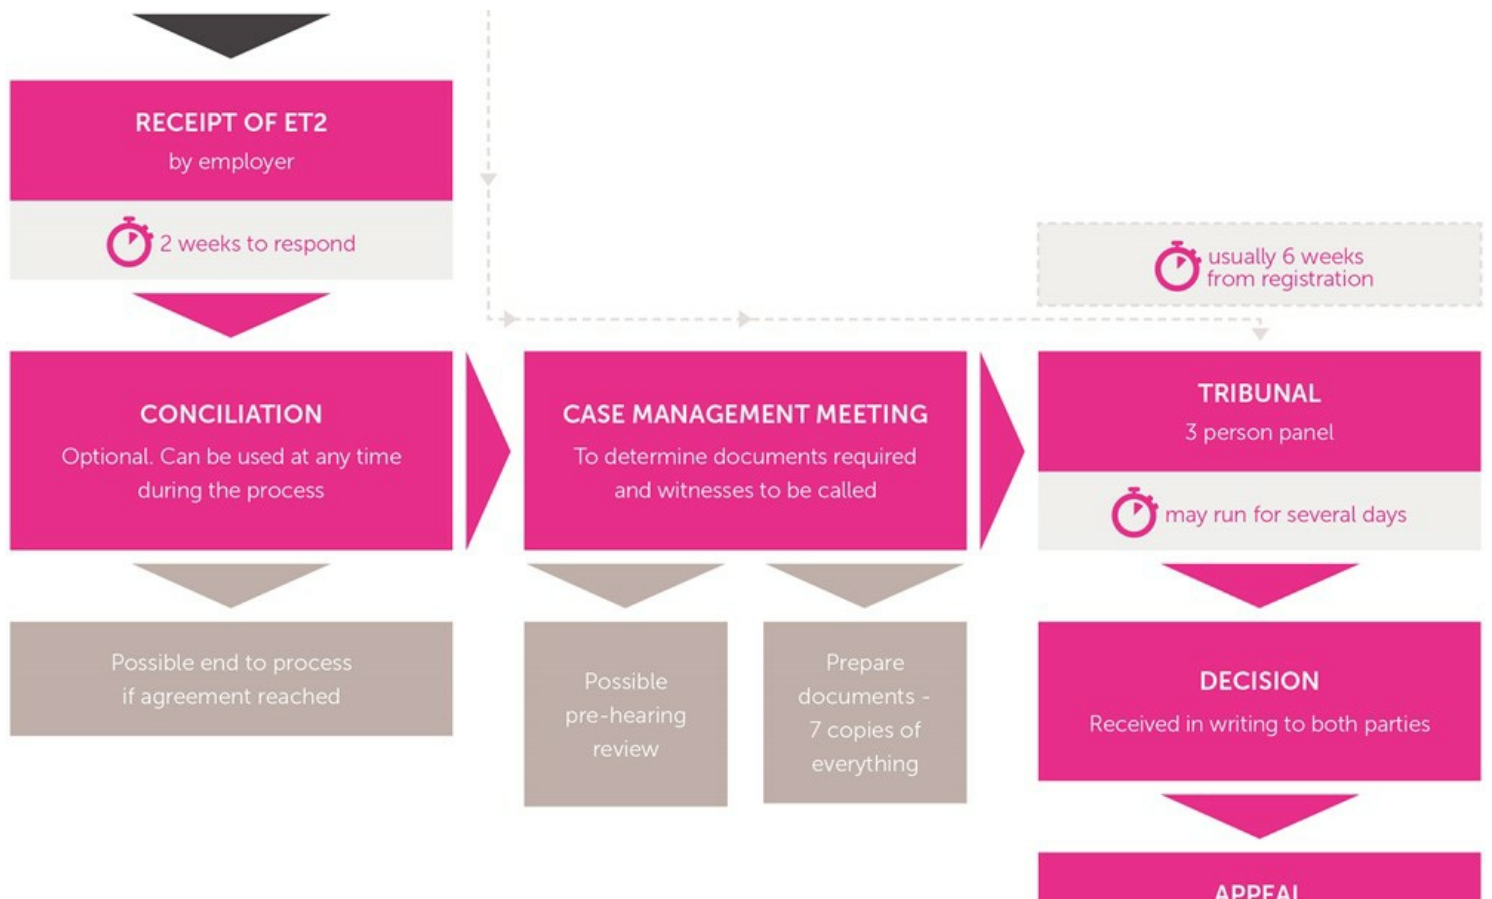 RECEIPT OF ET2
by employer
2 weeks to respond
usually 6 weeks
from registration
CONCILIATION
Optional. Can be used at any time
during the process
CASE MANAGEMENT MEETING
To determine documents required
and witnesses to be called
TRIBUNAL
3 person panel
may run for several days
Possible end to process
if agreement reached
Possible
pre-hearing
review
Prepare
documents -
7 copies of
everything
DECISION
Received in writing to both parties
APPEAL